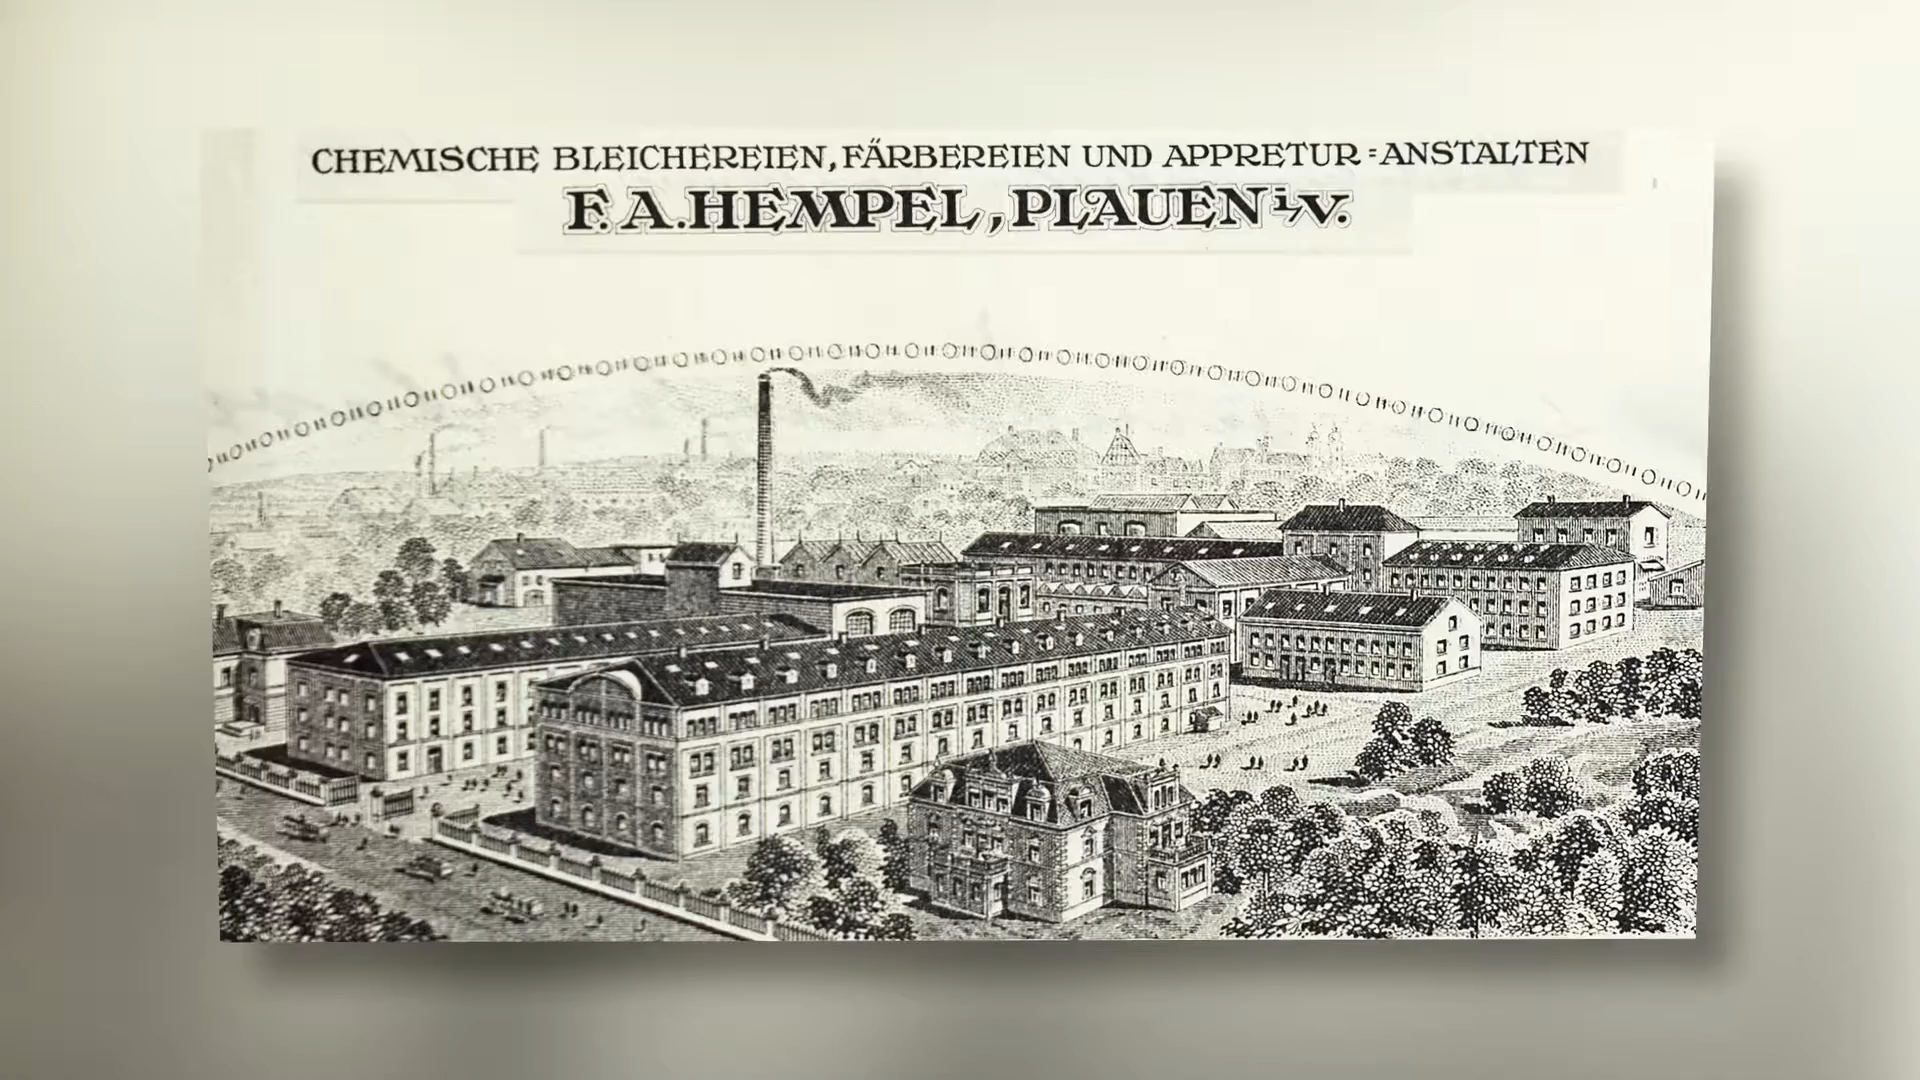 CHEMISCHE BLEICHEREIEN, FÄRBEREIEN UND APPRETUR=ANSTALTEN
F. A. HEMPEL, PLAUEN i/V.